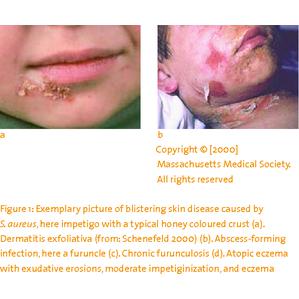 a
b
Copyright © [2000]
Massachusetts Medical Society.
All rights reserved
Figure 1: Exemplary picture of blistering skin disease caused by
S. aureus, here impetigo with a typical honey coloured crust (a).
Dermatitis exfoliativa (from: Schenefeld 2000) (b). Abscess-forming
infection, here a furuncle (c). Chronic furunculosis (d). Atopic eczema
with exudative erosions, moderate impetiginization, and eczema